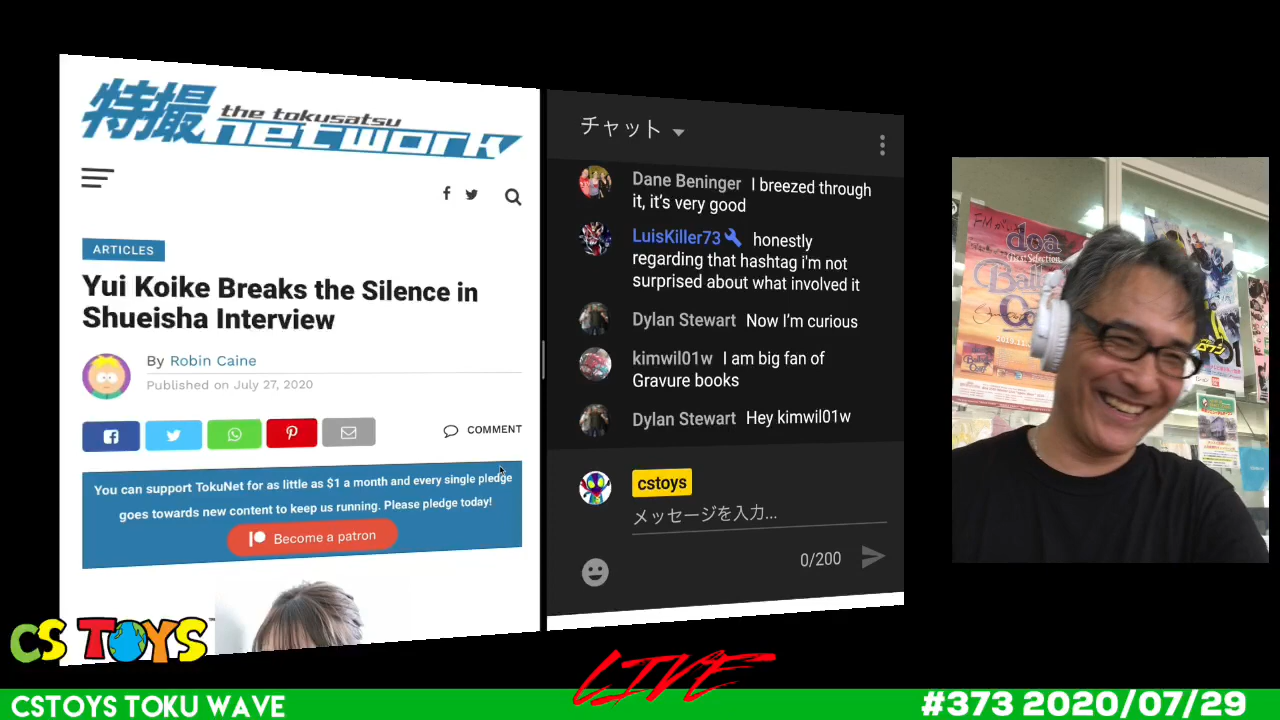 特撮 the tokusatsu network
ARTICLES
Yui Koike Breaks the Silence in
Shueisha Interview
By Robin Caine
Published on July 27, 2020
COMMENT
You can support TokuNet for as little as $1 a month and every single pledge
goes towards new content to keep us running. Please pledge today!
Become a patron
チャット
Dane Beninger I breezed through
it, it's very good
LuisKiller73 honestly
regarding that hashtag i'm not
surprised about what involved it
Dylan Stewart Now I'm curious
kimwil01w I am big fan of
Gravure books
Dylan Stewart Hey kimwil01w
cstoys
メッセージを入力...
0/200
doa
Best Selection
CS TOYS
LIVE
CSTOYS TOKU WAVE
#373 2020/07/29